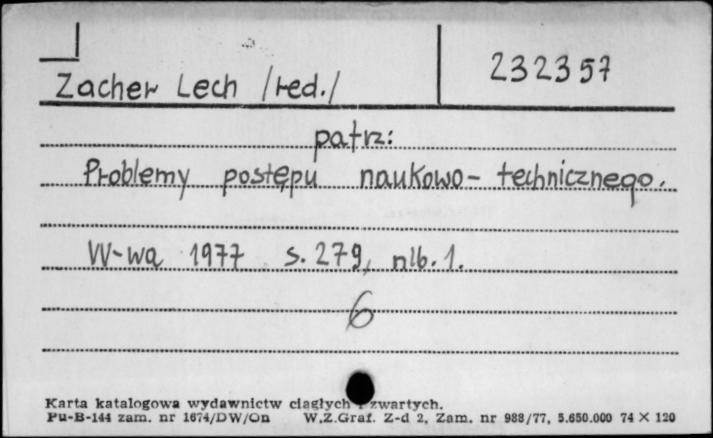 Zacher Lech /red./
232357
patrz:
Problemy postępu naukowo-technicznego.
W-wa 1977 s. 279, nlb. 1.
6
Karta katalogowa wydawnictw ciągłych i zwartych.
Pu-B-144 zam. nr 1674/DW/On W.Z.Graf. Z-d 2, Zam. nr 988/77, 5.650.000 74 X 120